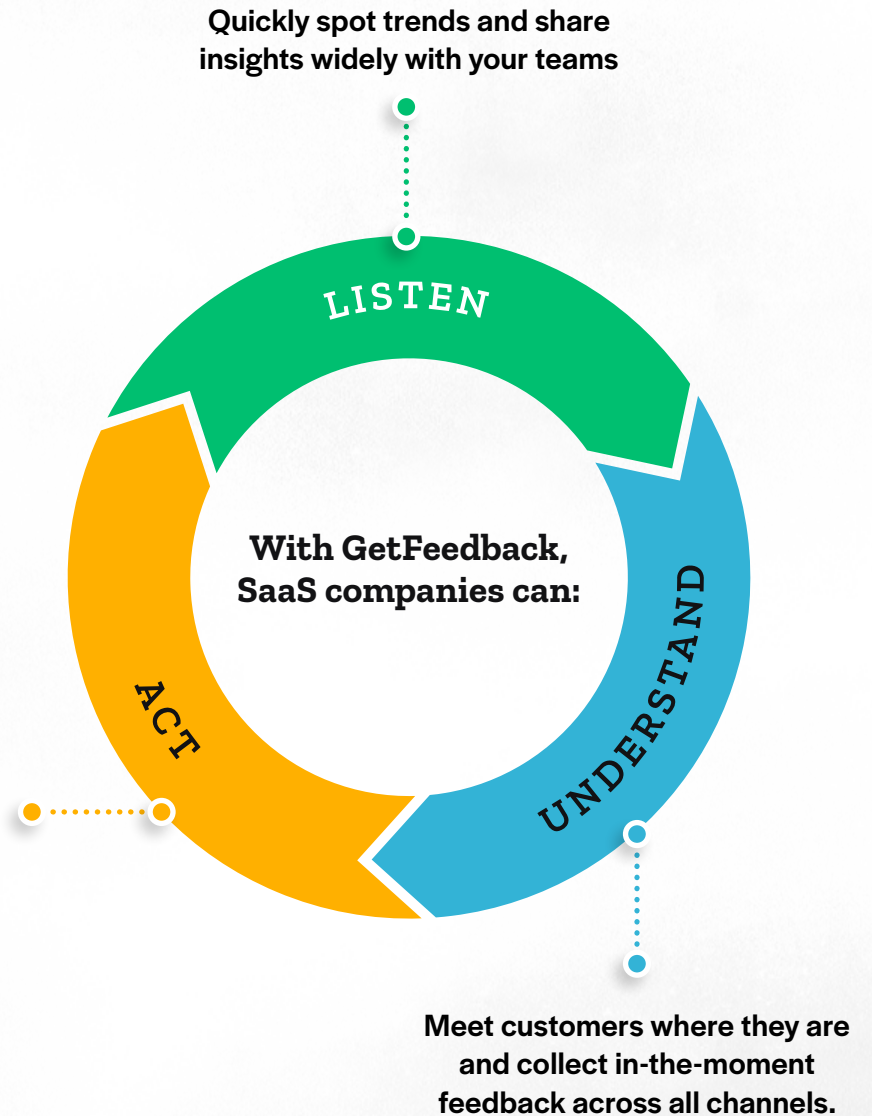 Quickly spot trends and share
insights widely with your teams
LISTEN
With GetFeedback,
SaaS companies can:
UNDERSTAND
ACT
Meet customers where they are
and collect in-the-moment
feedback across all channels.